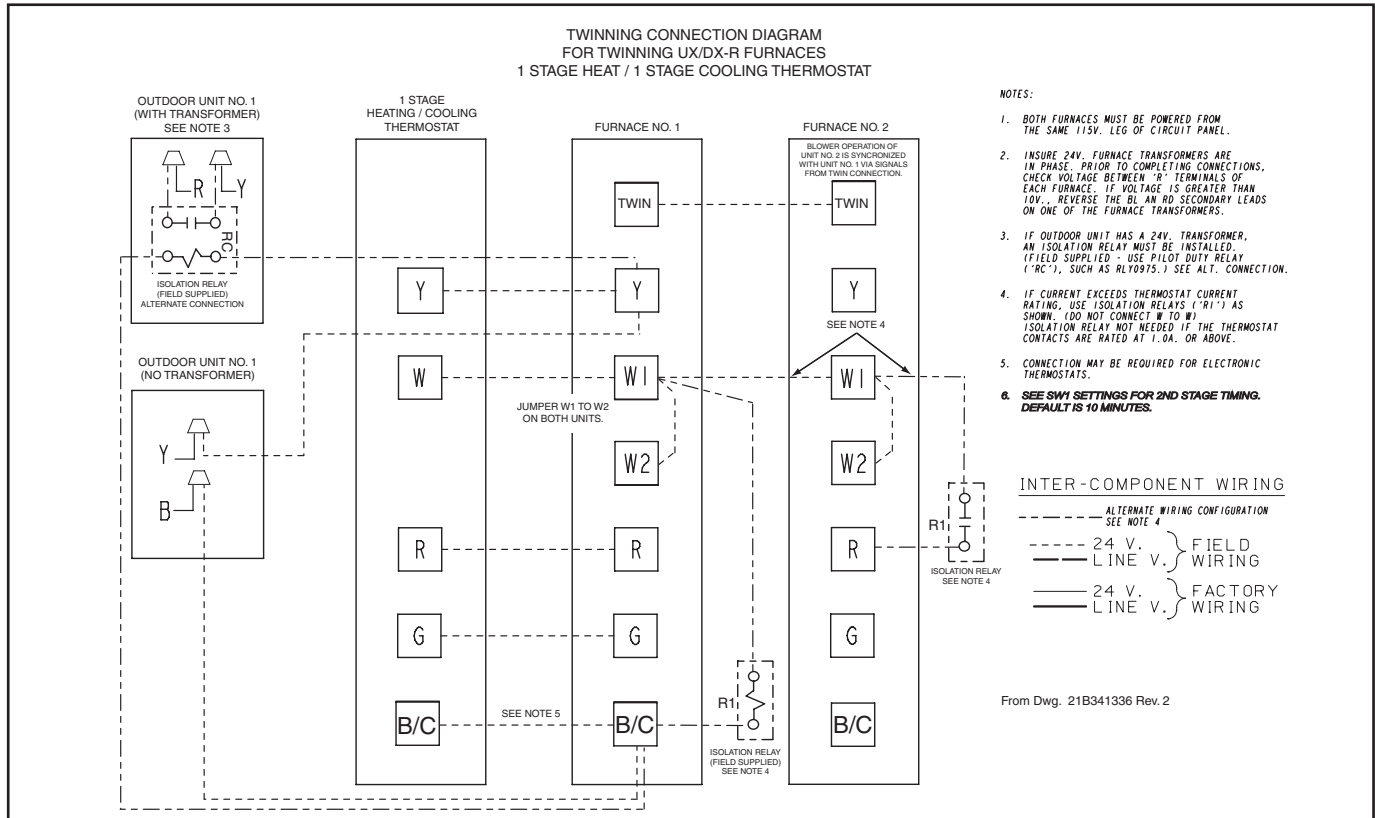 TWINNING CONNECTION DIAGRAM
FOR TWINNING UX/DX-R FURNACES
1 STAGE HEAT / 1 STAGE COOLING THERMOSTAT
OUTDOOR UNIT NO. 1
(WITH TRANSFORMER)
SEE NOTE 3
R
Y
RC
ISOLATION RELAY
(FIELD SUPPLIED)
ALTERNATE CONNECTION
OUTDOOR UNIT NO. 1
(NO TRANSFORMER)
Y
B
1 STAGE
HEATING / COOLING
THERMOSTAT
Y
W
R
G
B/C
SEE NOTE 5
FURNACE NO. 1
TWIN
Y
W1
JUMPER W1 TO W2
ON BOTH UNITS.
W2
R
G
B/C
R1
ISOLATION RELAY
(FIELD SUPPLIED)
SEE NOTE 4
FURNACE NO. 2
BLOWER OPERATION OF
UNIT NO. 2 IS SYNCRONIZED
WITH UNIT NO. 1 VIA SIGNALS
FROM TWIN CONNECTION.
TWIN
Y
SEE NOTE 4
W1
W2
R
G
B/C
R1
ISOLATION RELAY
SEE NOTE 4
NOTES:
1. BOTH FURNACES MUST BE POWERED FROM
THE SAME 115V. LEG OF CIRCUIT PANEL.
2. INSURE 24V. FURNACE TRANSFORMERS ARE
IN PHASE. PRIOR TO COMPLETING CONNECTIONS,
CHECK VOLTAGE BETWEEN 'R' TERMINALS OF
EACH FURNACE. IF VOLTAGE IS GREATER THAN
10V., REVERSE THE BL AN RD SECONDARY LEADS
ON ONE OF THE FURNACE TRANSFORMERS.
3. IF OUTDOOR UNIT HAS A 24V. TRANSFORMER,
AN ISOLATION RELAY MUST BE INSTALLED.
(FIELD SUPPLIED - USE PILOT DUTY RELAY
('RC'), SUCH AS RLY0975.) SEE ALT. CONNECTION.
4. IF CURRENT EXCEEDS THERMOSTAT CURRENT
RATING, USE ISOLATION RELAYS ('R1') AS
SHOWN. (DO NOT CONNECT W TO W)
ISOLATION RELAY NOT NEEDED IF THE THERMOSTAT
CONTACTS ARE RATED AT 1.0A. OR ABOVE.
5. CONNECTION MAY BE REQUIRED FOR ELECTRONIC
THERMOSTATS.
6. SEE SW1 SETTINGS FOR 2ND STAGE TIMING.
DEFAULT IS 10 MINUTES.
INTER-COMPONENT WIRING
ALTERNATE WIRING CONFIGURATION
SEE NOTE 4
24 V.
LINE V.
FIELD
WIRING
24 V.
LINE V.
FACTORY
WIRING
From Dwg. 21B341336 Rev. 2